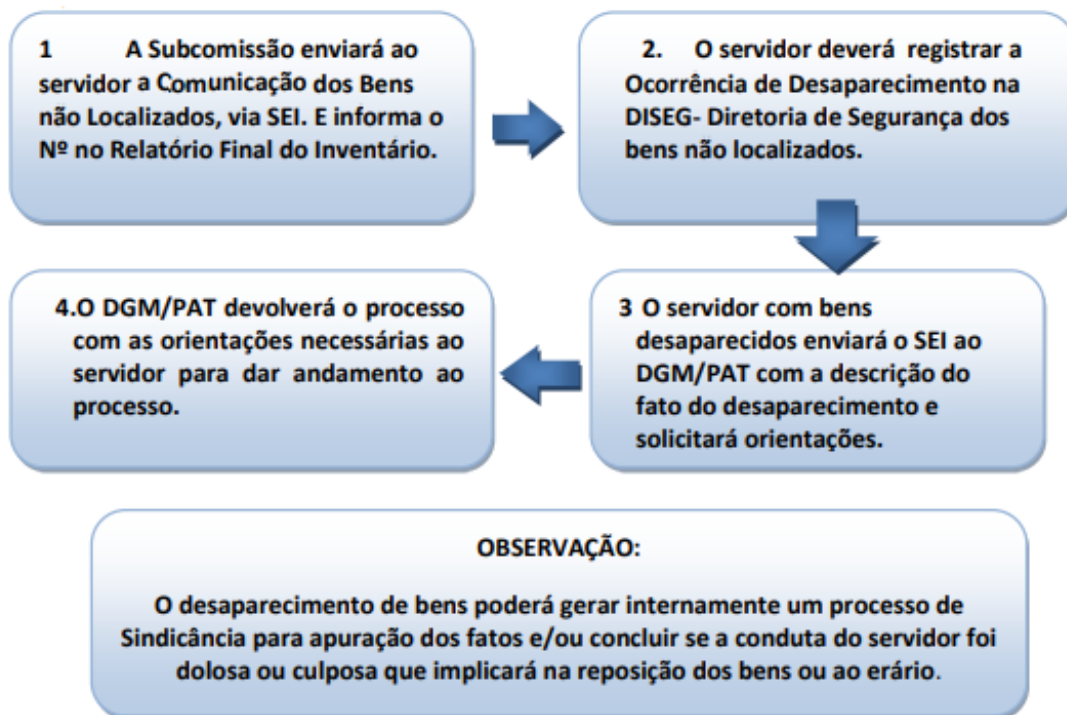 1 A Subcomissão enviará ao
servidor a Comunicação dos Bens
não Localizados, via SEI. E informa o
Nº no Relatório Final do Inventário.
2. O servidor deverá registrar a
Ocorrência de Desaparecimento na
DISEG- Diretoria de Segurança dos
bens não localizados.
3 O servidor com bens
desaparecidos enviará o SEI ao
DGM/PAT com a descrição do
fato do desaparecimento e
solicitará orientações.
4.O DGM/PAT devolverá o processo
com as orientações necessárias ao
servidor para dar andamento ao
processo.
OBSERVAÇÃO:
O desaparecimento de bens poderá gerar internamente um processo de
Sindicância para apuração dos fatos e/ou concluir se a conduta do servidor foi
dolosa ou culposa que implicará na reposição dos bens ou ao erário.